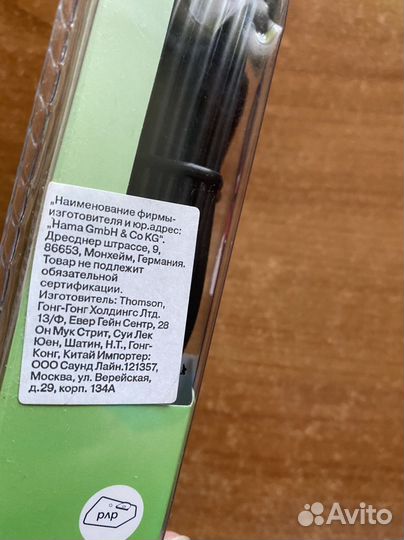 „Наименование фирмы-
изготовителя и юр.адрес:
„Hama GmbH & Co KG".
Дресднер штрассе, 9,
86653, Монхейм, Германия.
Товар не подлежит
обязательной
сертификации.
Изготовитель: Thomson,
Гонг-Гонг Холдингс Лтд.
13/Ф, Евер Гейн Сентр, 28
Он Мук Стрит, Суи Лек
Юен, Шатин, Н.Т., Гонг-
Конг, Китай Импортер:
ООО Саунд Лайн.121357,
Москва, ул. Верейская,
д.29, корп. 134А
pap
Avito